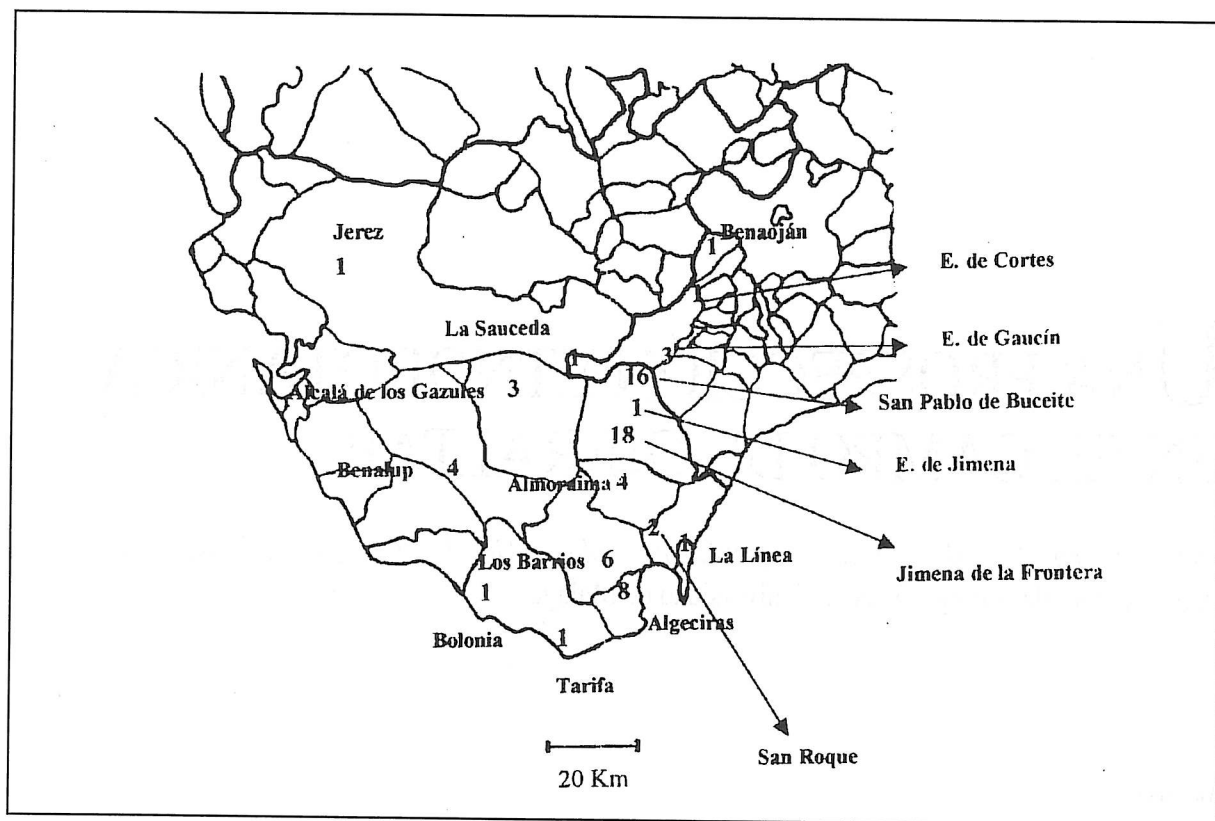 Jerez
1
Benaoján
1
E. de Cortes
La Sauceda
1
3
E. de Gaucín
16
San Pablo de Buceite
Alcalá de los Gazules
3
1
18
E. de Jimena
Benalup
4
Almoraima
4
2
1
La Línea
Jimena de la Frontera
Los Barrios
6
1
8
Algeciras
Bolonia
1
Tarifa
San Roque
20 Km